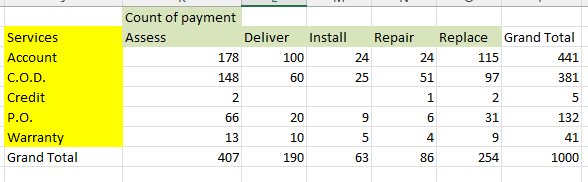 Count of payment
Services Assess Deliver Install Repair Replace Grand Total
Account 178 100 24 24 115 441
C.O.D. 148 60 25 51 97 381
Credit 2 1 2 5
P.O. 66 20 9 6 31 132
Warranty 13 10 5 4 9 41
Grand Total 407 190 63 86 254 1000